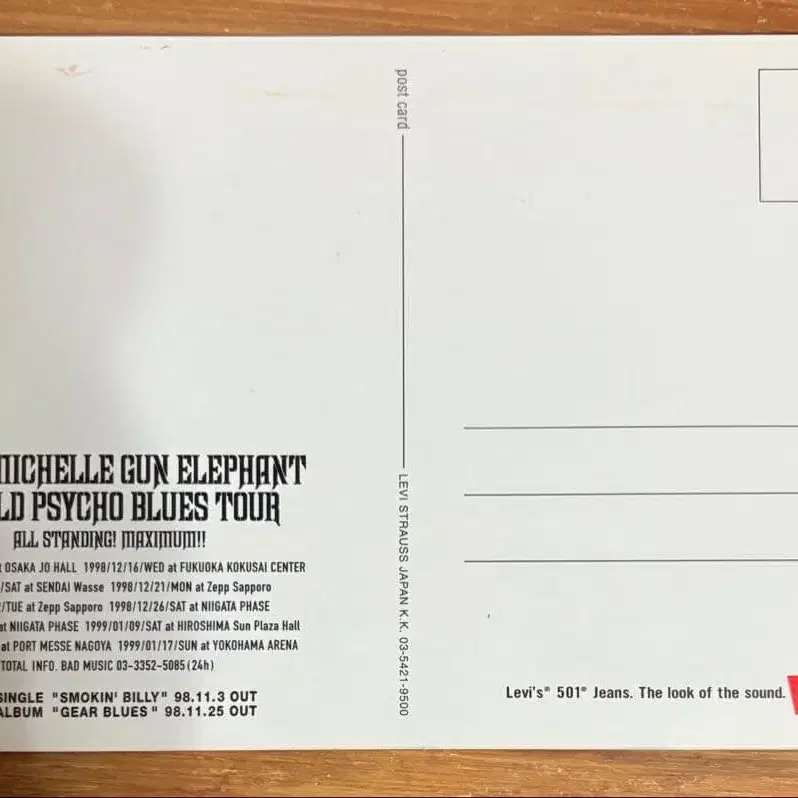 post card
LEVI STRAUSS JAPAN K.K. 03-5421-9500
MICHELLE GUN ELEPHANT
LD PSYCHO BLUES TOUR
ALL STANDING! MAXIMUM!!
OSAKA JO HALL 1998/12/16/WED at FUKUOKA KOKUSAI CENTER
/SAT at SENDAI Wasse 1998/12/21/MON at Zepp Sapporo
/TUE at Zepp Sapporo 1998/12/26/SAT at NIIGATA PHASE
at NIIGATA PHASE 1999/01/09/SAT at HIROSHIMA Sun Plaza Hall
at PORT MESSE NAGOYA 1999/01/17/SUN at YOKOHAMA ARENA
TOTAL INFO. BAD MUSIC 03-3352-5085(24h)
SINGLE "SMOKIN' BILLY" 98.11.3 OUT
ALBUM "GEAR BLUES" 98.11.25 OUT
Levi's® 501® Jeans. The look of the sound.